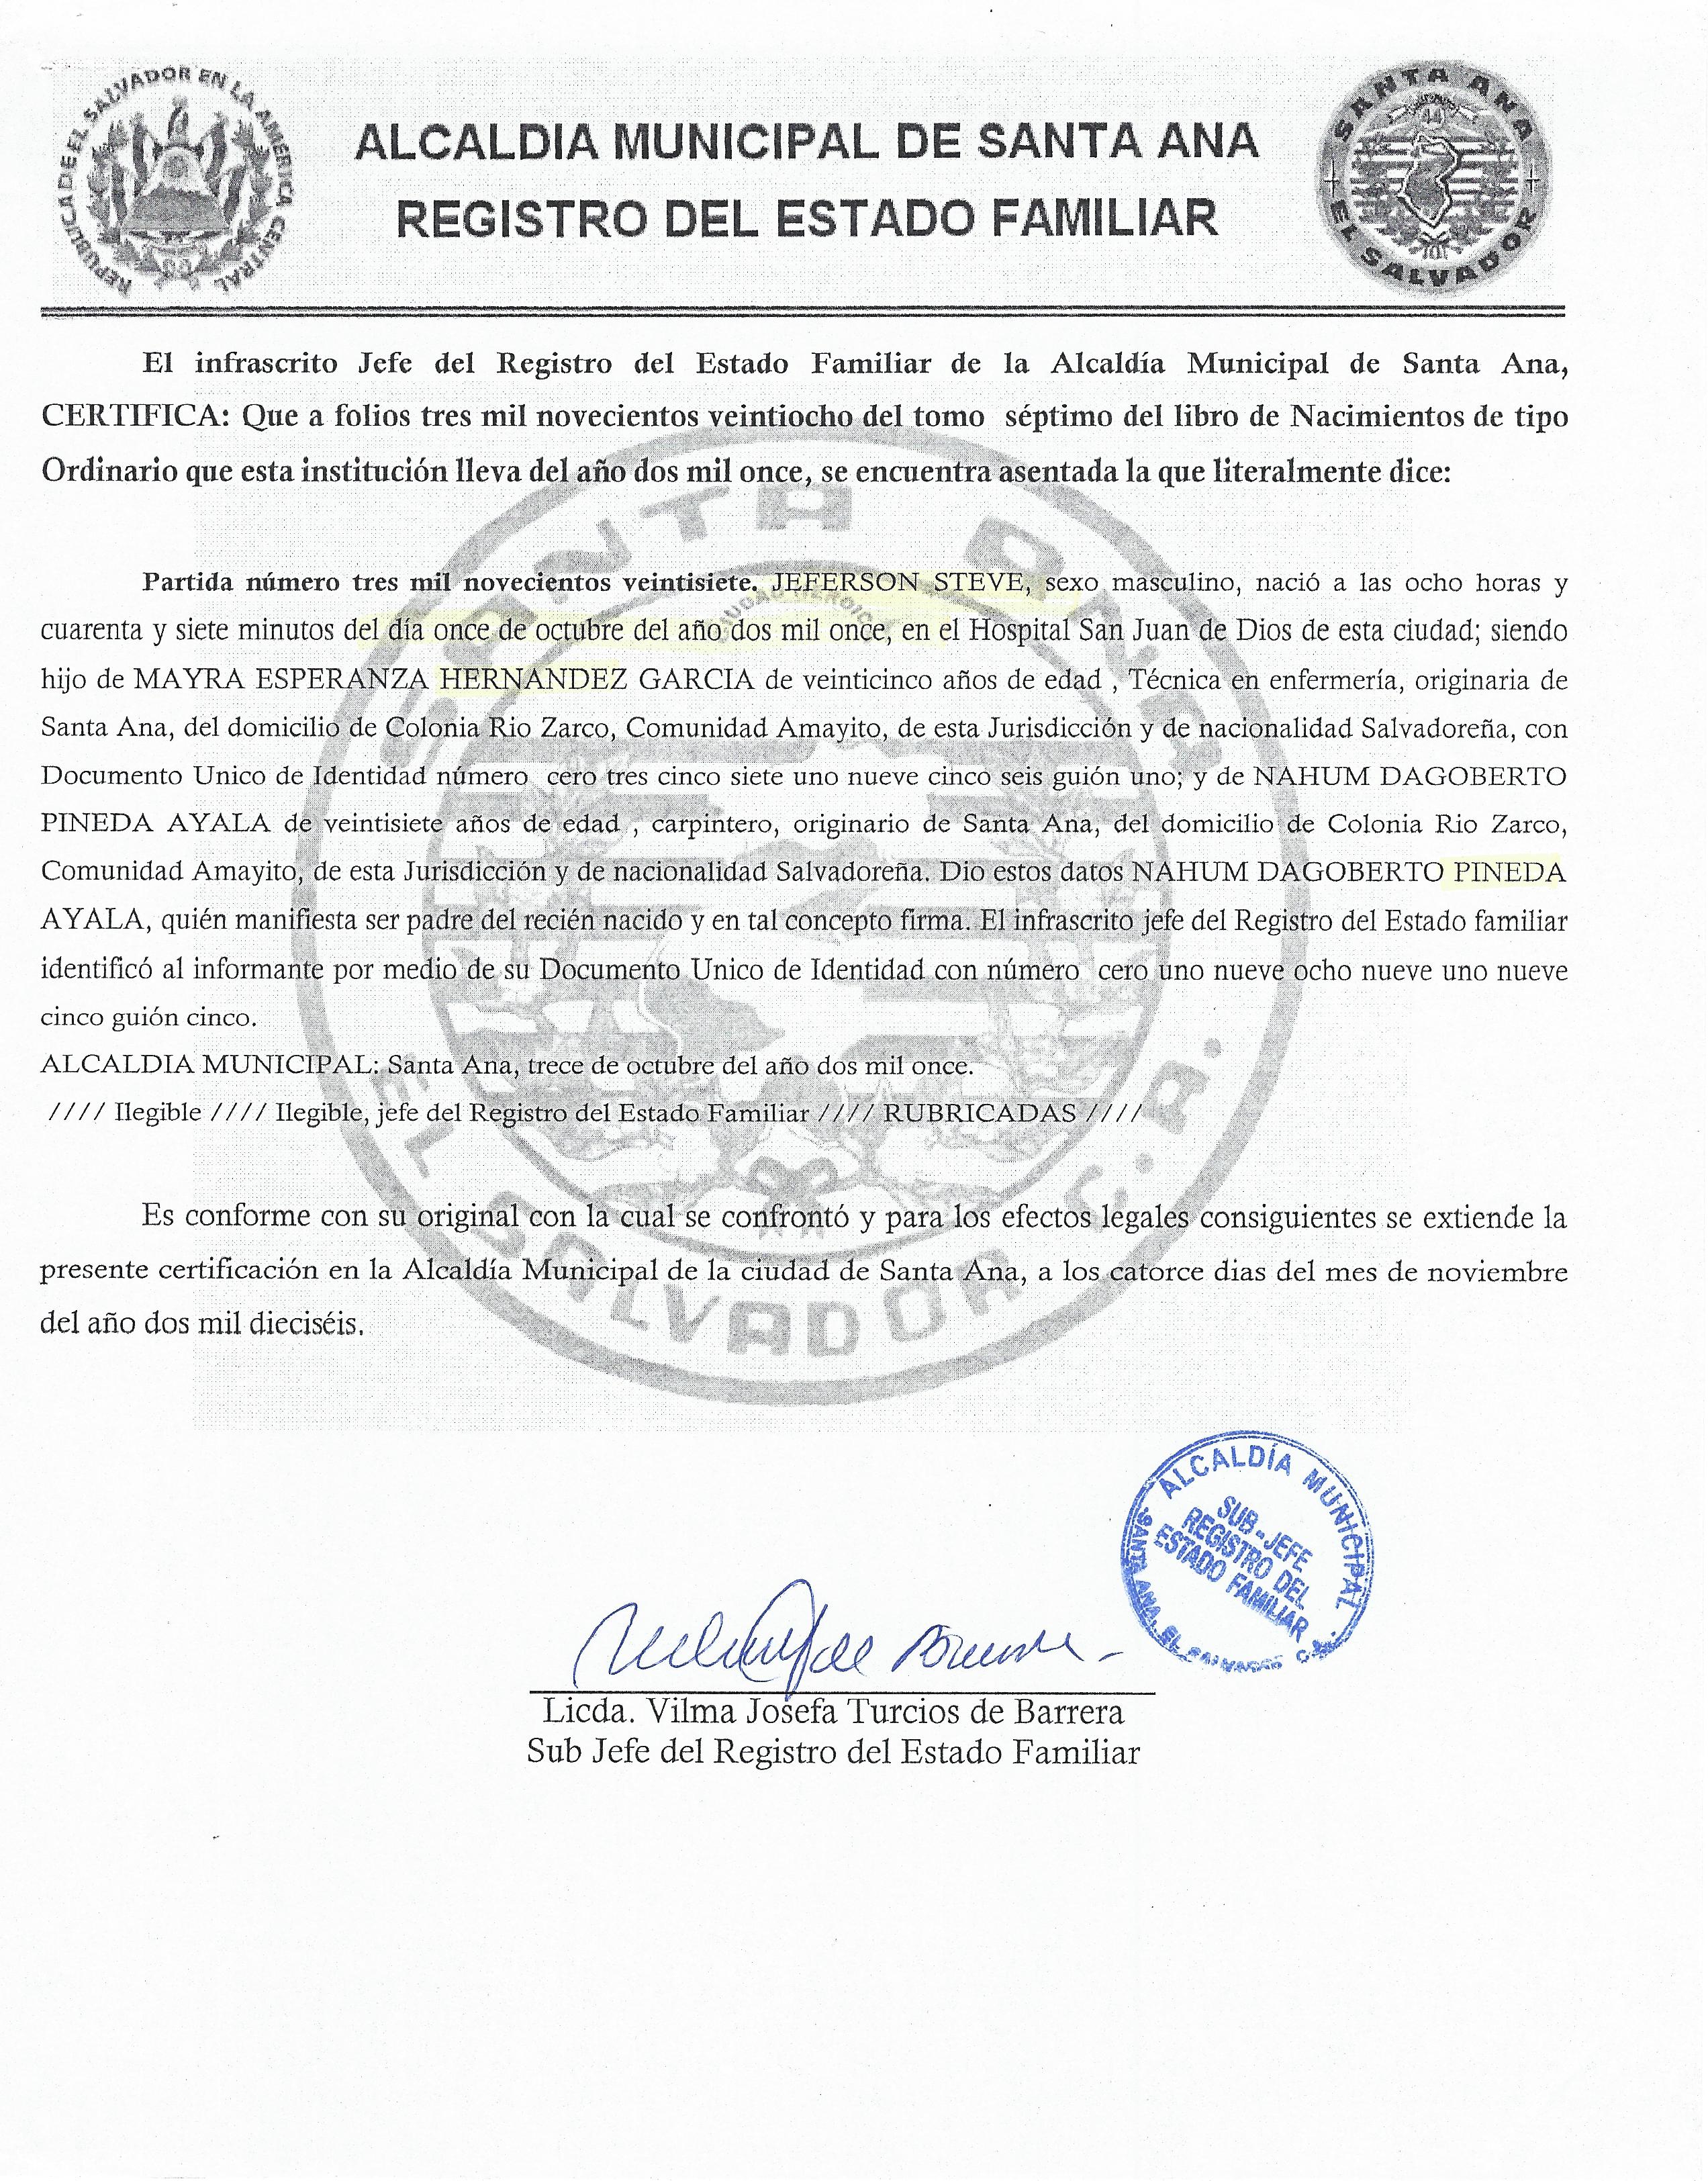 REPUBLICA DE EL SALVADOR EN LA AMERICA CENTRAL
ALCALDIA MUNICIPAL DE SANTA ANA
REGISTRO DEL ESTADO FAMILIAR
SANTA ANA
EL SALVADOR
El infrascrito Jefe del Registro del Estado Familiar de la Alcaldía Municipal de Santa Ana,
CERTIFICA: Que a folios tres mil novecientos veintiocho del tomo séptimo del libro de Nacimientos de tipo
Ordinario que esta institución lleva del año dos mil once, se encuentra asentada la que literalmente dice:
Partida número tres mil novecientos veintisiete. JEFERSON STEVE, sexo masculino, nació a las ocho horas y
cuarenta y siete minutos del día once de octubre del año dos mil once, en el Hospital San Juan de Dios de esta ciudad; siendo
hijo de MAYRA ESPERANZA HERNANDEZ GARCIA de veinticinco años de edad , Técnica en enfermería, originaria de
Santa Ana, del domicilio de Colonia Rio Zarco, Comunidad Amayito, de esta Jurisdicción y de nacionalidad Salvadoreña, con
Documento Unico de Identidad número cero tres cinco siete uno nueve cinco seis guión uno; y de NAHUM DAGOBERTO
PINEDA AYALA de veintisiete años de edad , carpintero, originario de Santa Ana, del domicilio de Colonia Rio Zarco,
Comunidad Amayito, de esta Jurisdicción y de nacionalidad Salvadoreña. Dio estos datos NAHUM DAGOBERTO PINEDA
AYALA, quién manifiesta ser padre del recién nacido y en tal concepto firma. El infrascrito jefe del Registro del Estado familiar
identificó al informante por medio de su Documento Unico de Identidad con número cero uno nueve ocho nueve uno nueve
cinco guión cinco.
ALCALDIA MUNICIPAL: Santa Ana, trece de octubre del año dos mil once.
//// Ilegible //// Ilegible, jefe del Registro del Estado Familiar //// RUBRICADAS ////
Es conforme con su original con la cual se confrontó y para los efectos legales consiguientes se extiende la
presente certificación en la Alcaldía Municipal de la ciudad de Santa Ana, a los catorce dias del mes de noviembre
del año dos mil dieciséis.
SANTA ANA
EL SALVADOR C.A.
ALCALDÍA MUNICIPAL
SUB-JEFE
REGISTRO DEL
ESTADO FAMILIAR
SANTA ANA, EL SALVADOR C.A.
Licda. Vilma Josefa Turcios de Barrera
Sub Jefe del Registro del Estado Familiar